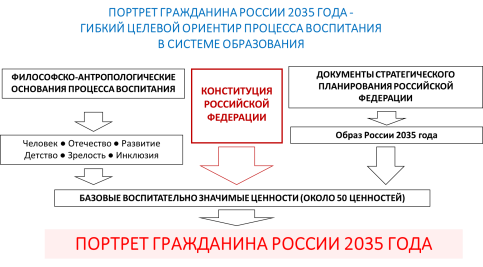 ПОРТРЕТ ГРАЖДАНИНА РОССИИ 2035 ГОДА -
ГИБКИЙ ЦЕЛЕВОЙ ОРИЕНТИР ПРОЦЕССА ВОСПИТАНИЯ
В СИСТЕМЕ ОБРАЗОВАНИЯ
ФИЛОСОФСКО-АНТРОПОЛОГИЧЕСКИЕ
ОСНОВАНИЯ ПРОЦЕССА ВОСПИТАНИЯ
КОНСТИТУЦИЯ
РОССИЙСКОЙ
ФЕДЕРАЦИИ
ДОКУМЕНТЫ СТРАТЕГИЧЕСКОГО
ПЛАНИРОВАНИЯ РОССИЙСКОЙ
ФЕДЕРАЦИИ
Человек ● Отечество ● Развитие
Детство ● Зрелость ● Инклюзия
Образ России 2035 года
БАЗОВЫЕ ВОСПИТАТЕЛЬНО ЗНАЧИМЫЕ ЦЕННОСТИ (ОКОЛО 50 ЦЕННОСТЕЙ)
ПОРТРЕТ ГРАЖДАНИНА РОССИИ 2035 ГОДА